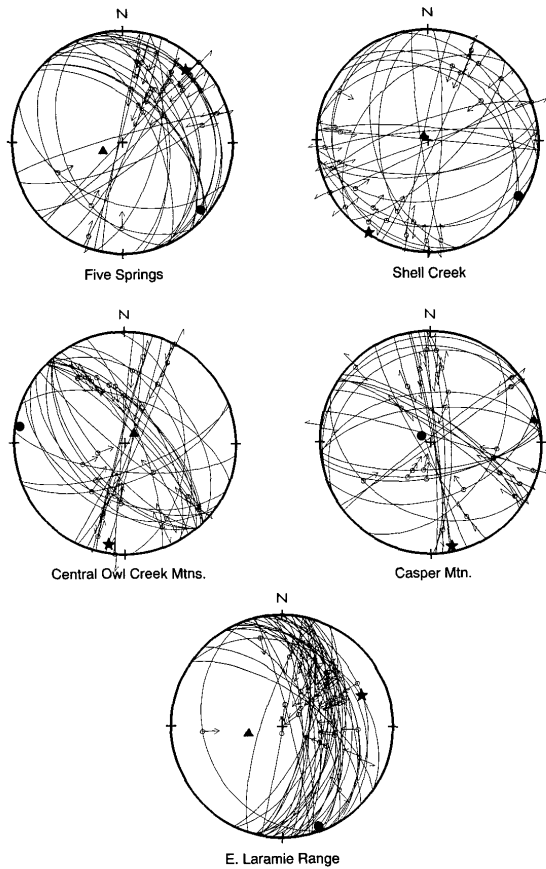 N
Five Springs
N
Shell Creek
N
Central Owl Creek Mtns.
N
Casper Mtn.
N
E. Laramie Range